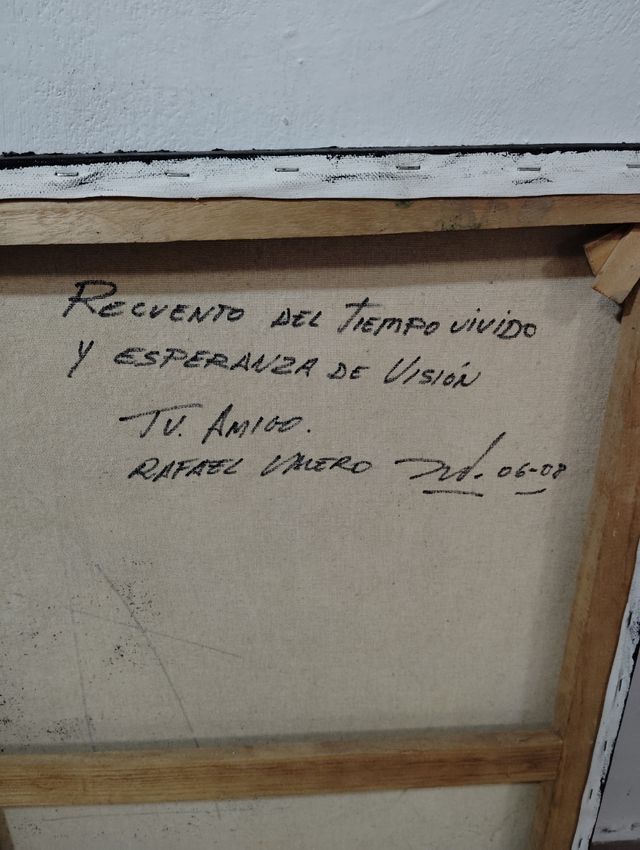 RECUENTO DEL TIEMPO VIVIDO
Y ESPERANZA DE VISIÓN
TU. AMIGO.
RAFAEL VALERO 06-08